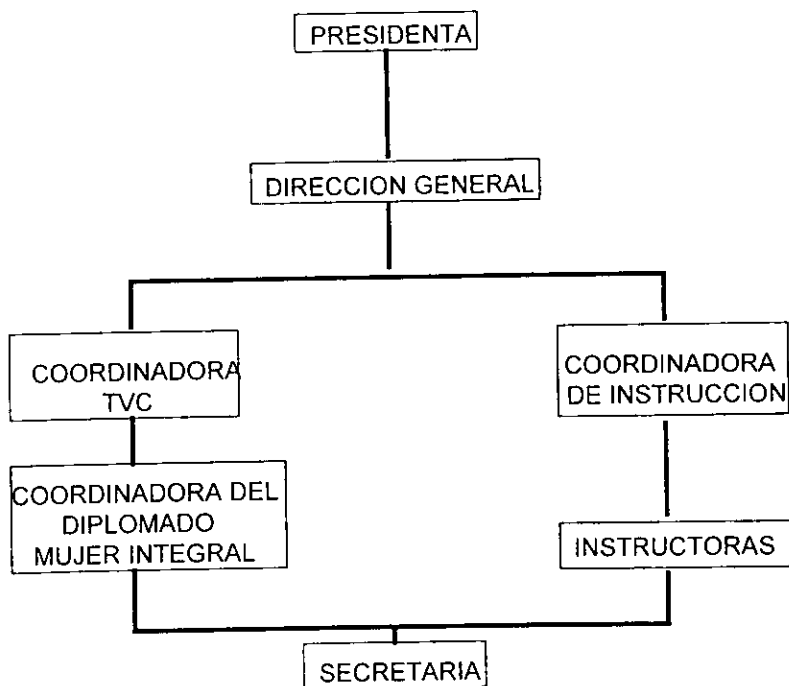 PRESIDENTA
DIRECCION GENERAL
COORDINADORA
TVC
COORDINADORA
DE INSTRUCCION
COORDINADORA DEL
DIPLOMADO
MUJER INTEGRAL
INSTRUCTORAS
SECRETARIA